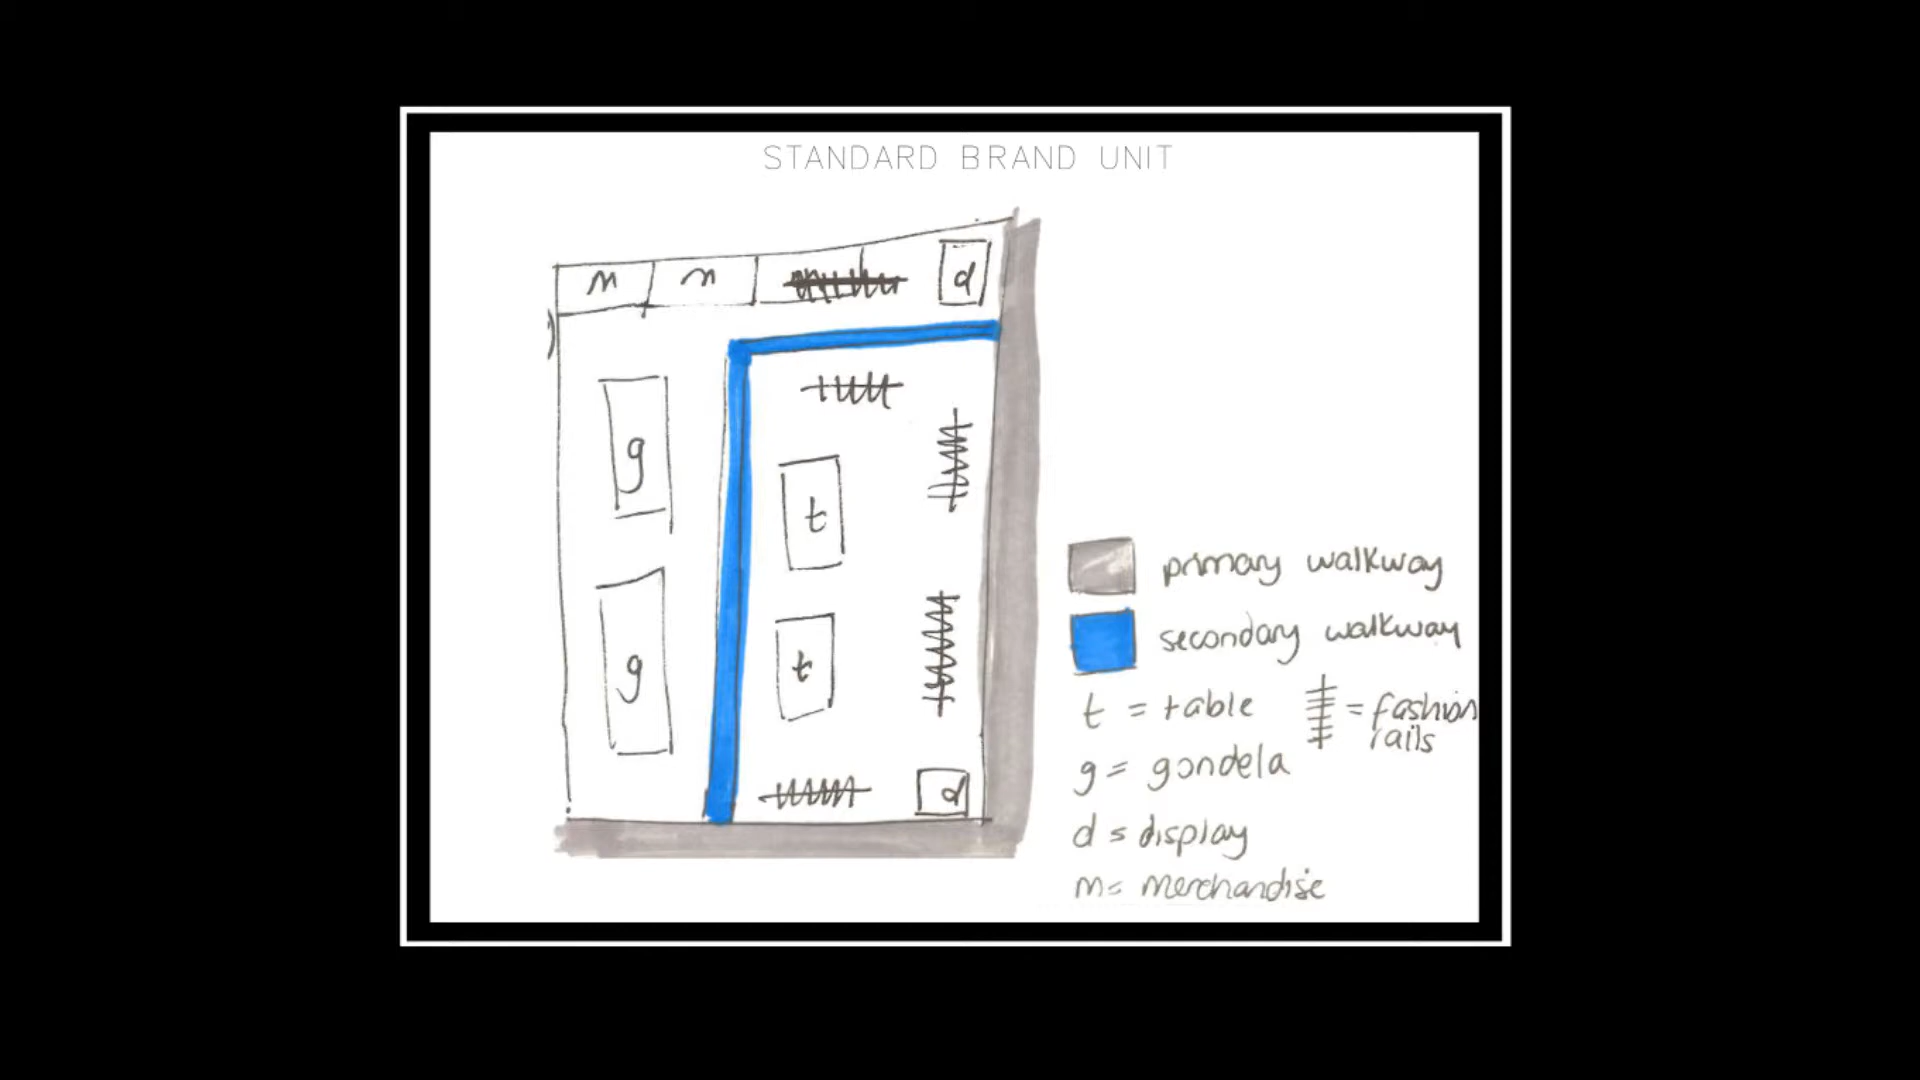 STANDARD BRAND UNIT
m m d
g
t
g
t
d
primary walkway
secondary walkway
t = table
= fashion
rails
g = gondela
d = display
m= merchandise